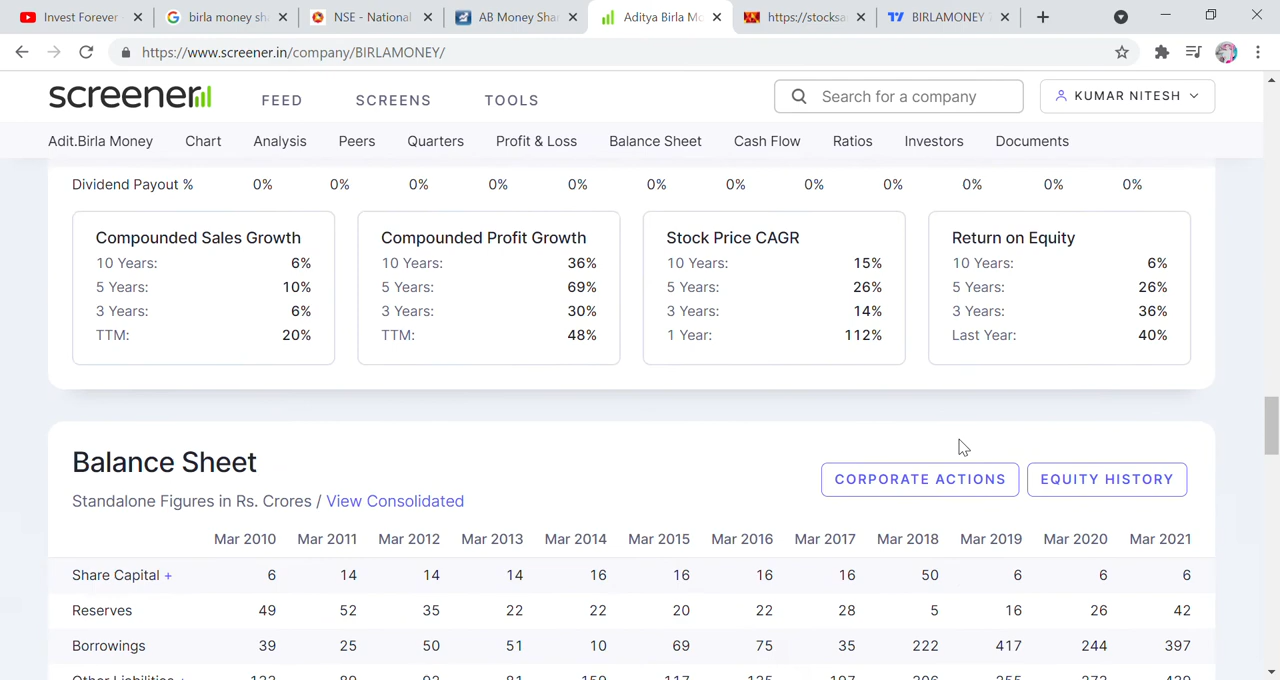 Invest Forever
birla money sh
NSE - National
AB Money Sha
Aditya Birla Mo
https://stocksa
BIRLAMONEY
https://www.screener.in/company/BIRLAMONEY/
screener
FEED
SCREENS
TOOLS
Search for a company
KUMAR NITESH
Adit.Birla Money
Chart
Analysis
Peers
Quarters
Profit & Loss
Balance Sheet
Cash Flow
Ratios
Investors
Documents
Dividend Payout % 0% 0% 0% 0% 0% 0% 0% 0% 0% 0% 0% 0%
Compounded Sales Growth
10 Years: 6%
5 Years: 10%
3 Years: 6%
TTM: 20%
Compounded Profit Growth
10 Years: 36%
5 Years: 69%
3 Years: 30%
TTM: 48%
Stock Price CAGR
10 Years: 15%
5 Years: 26%
3 Years: 14%
1 Year: 112%
Return on Equity
10 Years: 6%
5 Years: 26%
3 Years: 36%
Last Year: 40%
Balance Sheet
CORPORATE ACTIONS
EQUITY HISTORY
Standalone Figures in Rs. Crores / View Consolidated
Mar 2010 Mar 2011 Mar 2012 Mar 2013 Mar 2014 Mar 2015 Mar 2016 Mar 2017 Mar 2018 Mar 2019 Mar 2020 Mar 2021
Share Capital + 6 14 14 14 16 16 16 16 50 6 6 6
Reserves 49 52 35 22 22 20 22 28 5 16 26 42
Borrowings 39 25 50 51 10 69 75 35 222 417 244 397